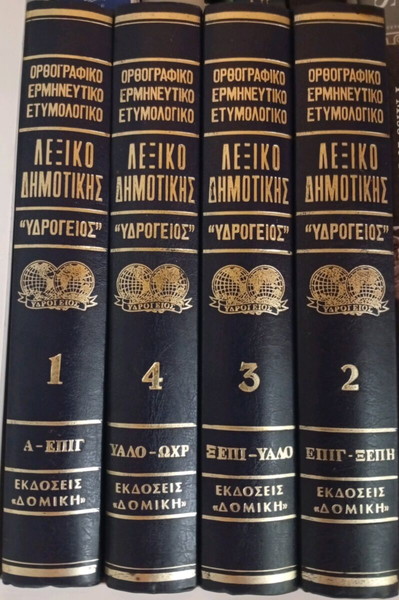 ΟΡΘΟΓΡΑΦΙΚΟ
ΕΡΜΗΝΕΥΤΙΚΟ
ΕΤΥΜΟΛΟΓΙΚΟ
ΛΕΞΙΚΟ
ΔΗΜΟΤΙΚΗΣ
"ΥΔΡΟΓΕΙΟΣ"
ΥΔΡΟΓΕΙΟΣ
1
Α-ΕΠΙΓ
ΕΚΔΟΣΕΙΣ
«ΔΟΜΙΚΗ»
ΟΡΘΟΓΡΑΦΙΚΟ
ΕΡΜΗΝΕΥΤΙΚΟ
ΕΤΥΜΟΛΟΓΙΚΟ
ΛΕΞΙΚΟ
ΔΗΜΟΤΙΚΗΣ
"ΥΔΡΟΓΕΙΟΣ"
ΥΔΡΟΓΕΙΟΣ
4
ΥΑΛΟ-ΩΧΡ
ΕΚΔΟΣΕΙΣ
«ΔΟΜΙΚΗ»
ΟΡΘΟΓΡΑΦΙΚΟ
ΕΡΜΗΝΕΥΤΙΚΟ
ΕΤΥΜΟΛΟΓΙΚΟ
ΛΕΞΙΚΟ
ΔΗΜΟΤΙΚΗΣ
"ΥΔΡΟΓΕΙΟΣ"
ΥΔΡΟΓΕΙΟΣ
3
ΞΕΠΙ-ΥΑΛΟ
ΕΚΔΟΣΕΙΣ
«ΔΟΜΙΚΗ»
ΟΡΘΟΓΡΑΦΙΚΟ
ΕΡΜΗΝΕΥΤΙΚΟ
ΕΤΥΜΟΛΟΓΙΚΟ
ΛΕΞΙΚΟ
ΔΗΜΟΤΙΚΗΣ
"ΥΔΡΟΓΕΙΟΣ"
ΥΔΡΟΓΕΙΟΣ
2
ΕΠΙΓ-ΞΕΠΗ
ΕΚΔΟΣΕΙΣ
«ΔΟΜΙΚΗ»